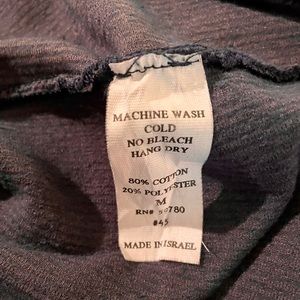 MACHINE WASH
COLD
NO BLEACH
HANG DRY
80% COTTON
20% POLYESTER
M
RN#
#45
MADE IN ISRAEL